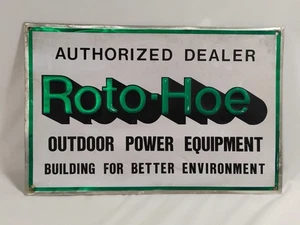 AUTHORIZED DEALER
Roto-Hoe
OUTDOOR POWER EQUIPMENT
BUILDING FOR BETTER ENVIRONMENT